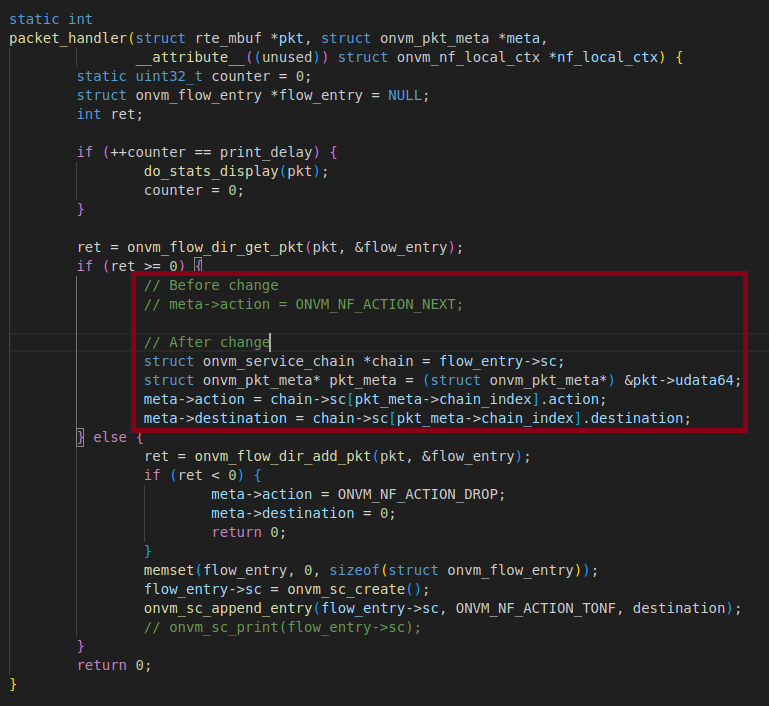 static int
packet_handler(struct rte_mbuf *pkt, struct onvm_pkt_meta *meta,
               __attribute__((unused)) struct onvm_nf_local_ctx *nf_local_ctx) {
        static uint32_t counter = 0;
        struct onvm_flow_entry *flow_entry = NULL;
        int ret;

        if (++counter == print_delay) {
                do_stats_display(pkt);
                counter = 0;
        }

        ret = onvm_flow_dir_get_pkt(pkt, &flow_entry);
        if (ret >= 0) {
                // Before change
                // meta->action = ONVM_NF_ACTION_NEXT;

                // After change
                struct onvm_service_chain *chain = flow_entry->sc;
                struct onvm_pkt_meta* pkt_meta = (struct onvm_pkt_meta*) &pkt->udata64;
                meta->action = chain->sc[pkt_meta->chain_index].action;
                meta->destination = chain->sc[pkt_meta->chain_index].destination;
        } else {
                ret = onvm_flow_dir_add_pkt(pkt, &flow_entry);
                if (ret < 0) {
                        meta->action = ONVM_NF_ACTION_DROP;
                        meta->destination = 0;
                        return 0;
                }
                memset(flow_entry, 0, sizeof(struct onvm_flow_entry));
                flow_entry->sc = onvm_sc_create();
                onvm_sc_append_entry(flow_entry->sc, ONVM_NF_ACTION_TONF, destination);
                // onvm_sc_print(flow_entry->sc);
        }
        return 0;
}